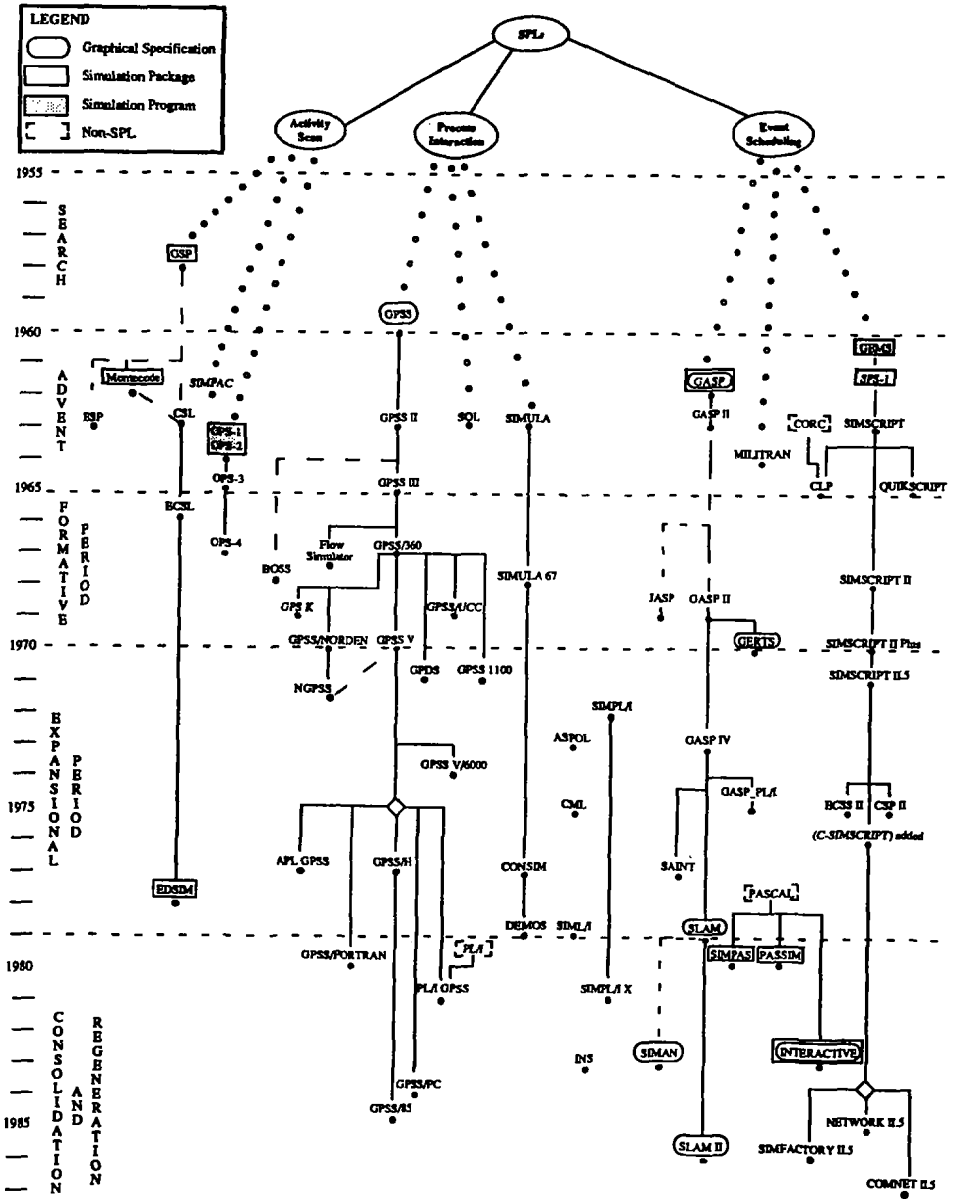 LEGEND
Graphical Specification
Simulation Package
Simulation Program
Non-SPL
SPLs
Activity Scan
Process Interaction
Event Scheduling
1955
SEARCH
GSP
GPSS
1960
GEMS
ADVENT
Montecode
SIMPAC
GASP
SPS-1
ESP
CSL
OPS-1
OPS-2
GPSS II
SOL
SIMULA
GASP II
CORC
SIMSCRIPT
MILITRAN
OPS-3
GPSS III
CLP
QUIKSCRIPT
1965
FORMATIVE PERIOD
ECSL
OPS-4
Flow Simulator
GPSS/360
BOSS
SIMULA 67
SIMSCRIPT II
GPS K
GPSS/UCC
JASP
GASP II
GPSS/NORDEN
GPSS V
GERTS
SIMSCRIPT II Plus
1970
NGPSS
GPDS
GPSS 1100
SIMSCRIPT II.5
EXPANSIONAL PERIOD
SIMPL/I
ASPOL
GASP IV
GPSS V/6000
GASP_PL/I
ECSS II
CSP II
1975
CML
(C-SIMSCRIPT) added
APL GPSS
GPSS/H
CONSIM
SAINT
EDSIM
PASCAL
DEMOS
SIML/I
SLAM
GPSS/FORTRAN
PL/I
SIMPAS
PASSIM
1980
PL/I GPSS
SIMPL/I X
CONSOLIDATION AND REGENERATION
INS
SIMAN
INTERACTIVE
GPSS/PC
GPSS/85
1985
NETWORK II.5
SLAM II
SIMFACTORY II.5
COMNET II.5